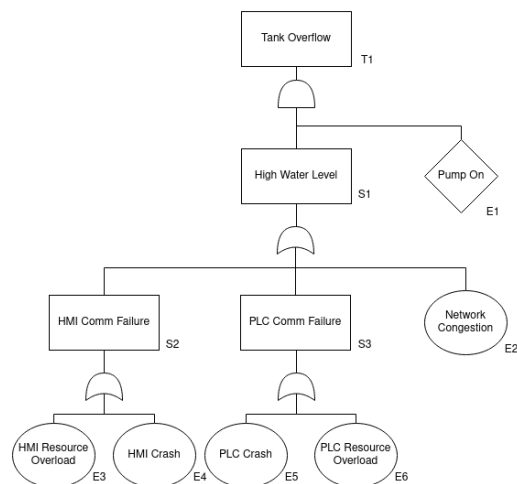 Tank Overflow
T1
High Water Level
S1
Pump On
E1
HMI Comm Failure
S2
PLC Comm Failure
S3
Network
Congestion
E2
HMI Resource
Overload
E3
HMI Crash
E4
PLC Crash
E5
PLC Resource
Overload
E6